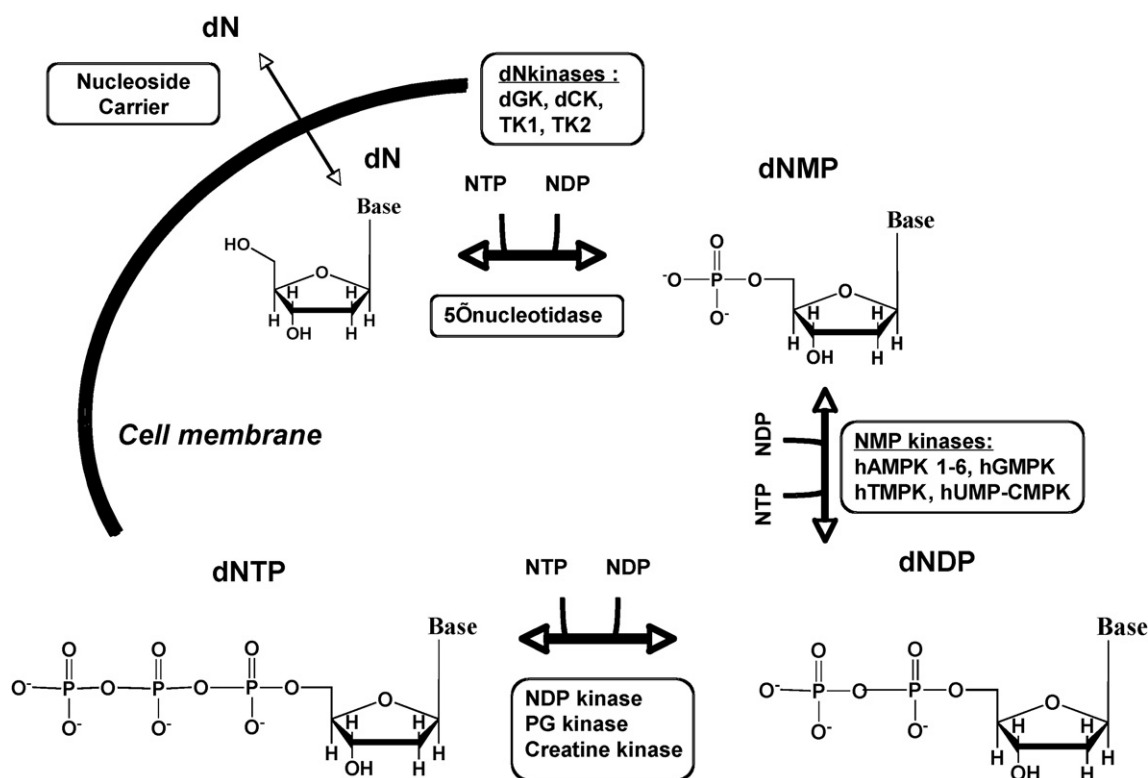 dN
Nucleoside
Carrier
dNkinases :
dGK, dCK,
TK1, TK2
dN
NTP NDP
dNMP
Base
HO
O
H H
H H
OH
5Õnucleotidase
Base
O
-O P O
O-
O
H H
H H
OH
Cell membrane
NDP
NTP
NMP kinases:
hAMPK 1-6, hGMPK
hTMPK, hUMP-CMPK
dNTP
NTP NDP
dNDP
Base
O O O
O- P O P O P O
O- O- O-
O
H H
H H
OH
NDP kinase
PG kinase
Creatine kinase
Base
O O
O- P O P O
O- O-
O
H H
H H
OH